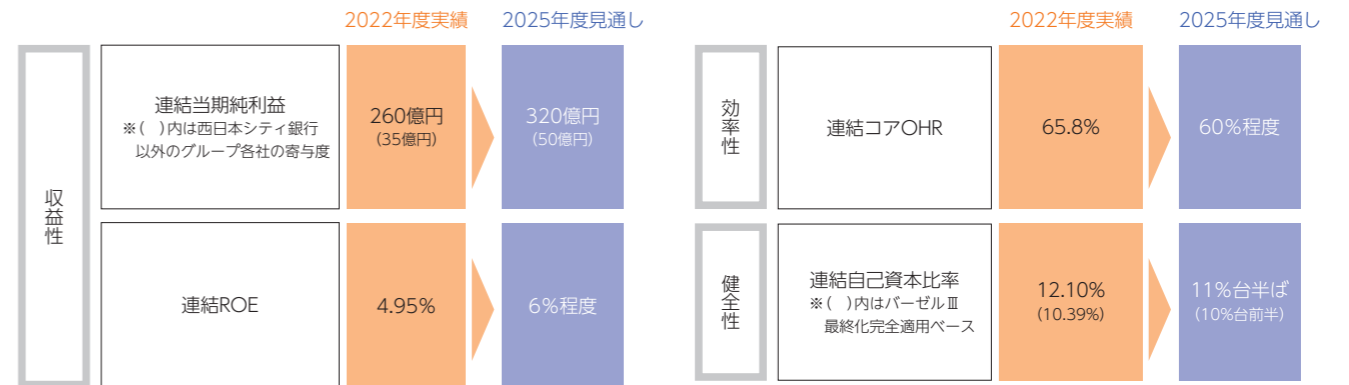 2022年度実績
2025年度見通し
収益性
連結当期純利益
※(　)内は西日本シティ銀行
以外のグループ各社の寄与度
260億円
(35億円)
320億円
(50億円)
連結ROE
4.95%
6%程度
2022年度実績
2025年度見通し
効率性
連結コアOHR
65.8%
60%程度
健全性
連結自己資本比率
※(　)内はバーゼルⅢ
最終化完全適用ベース
12.10%
(10.39%)
11%台半ば
(10%台前半)